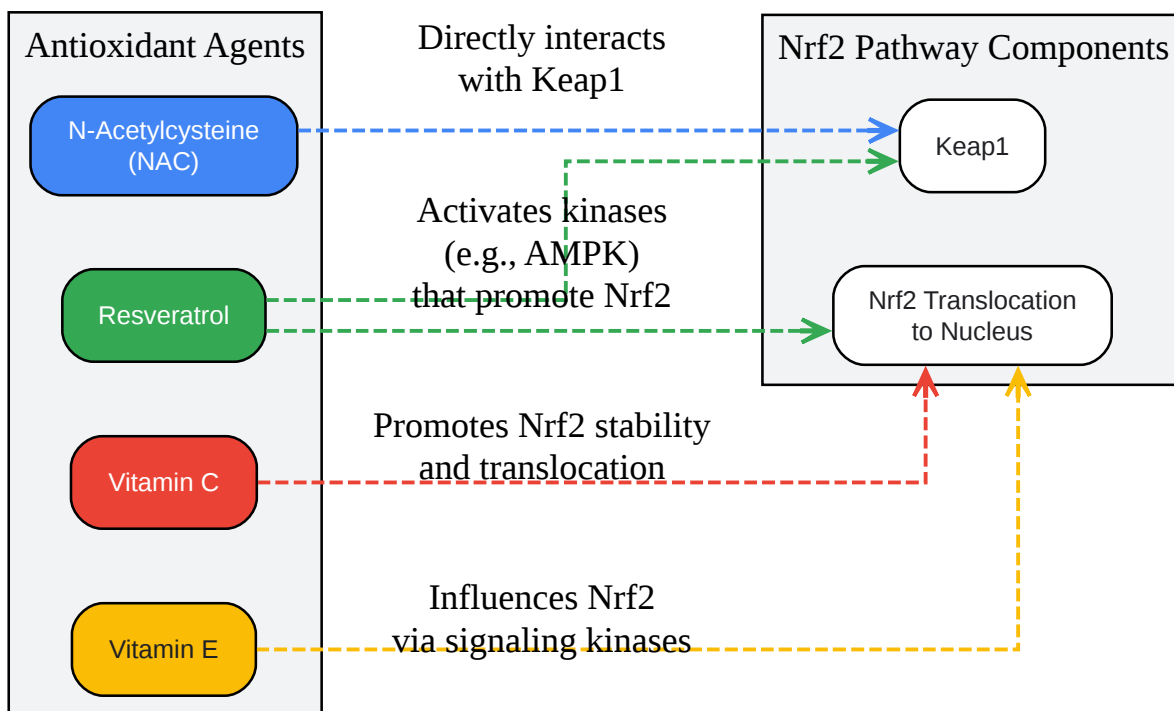 Antioxidant Agents
Directly interacts
with Keap1
Nrf2 Pathway Components
N-Acetylcysteine
(NAC)
Keap1
Activates kinases
(e.g., AMPK)
that promote Nrf2
Resveratrol
Nrf2 Translocation
to Nucleus
Promotes Nrf2 stability
and translocation
Vitamin C
Influences Nrf2
via signaling kinases
Vitamin E